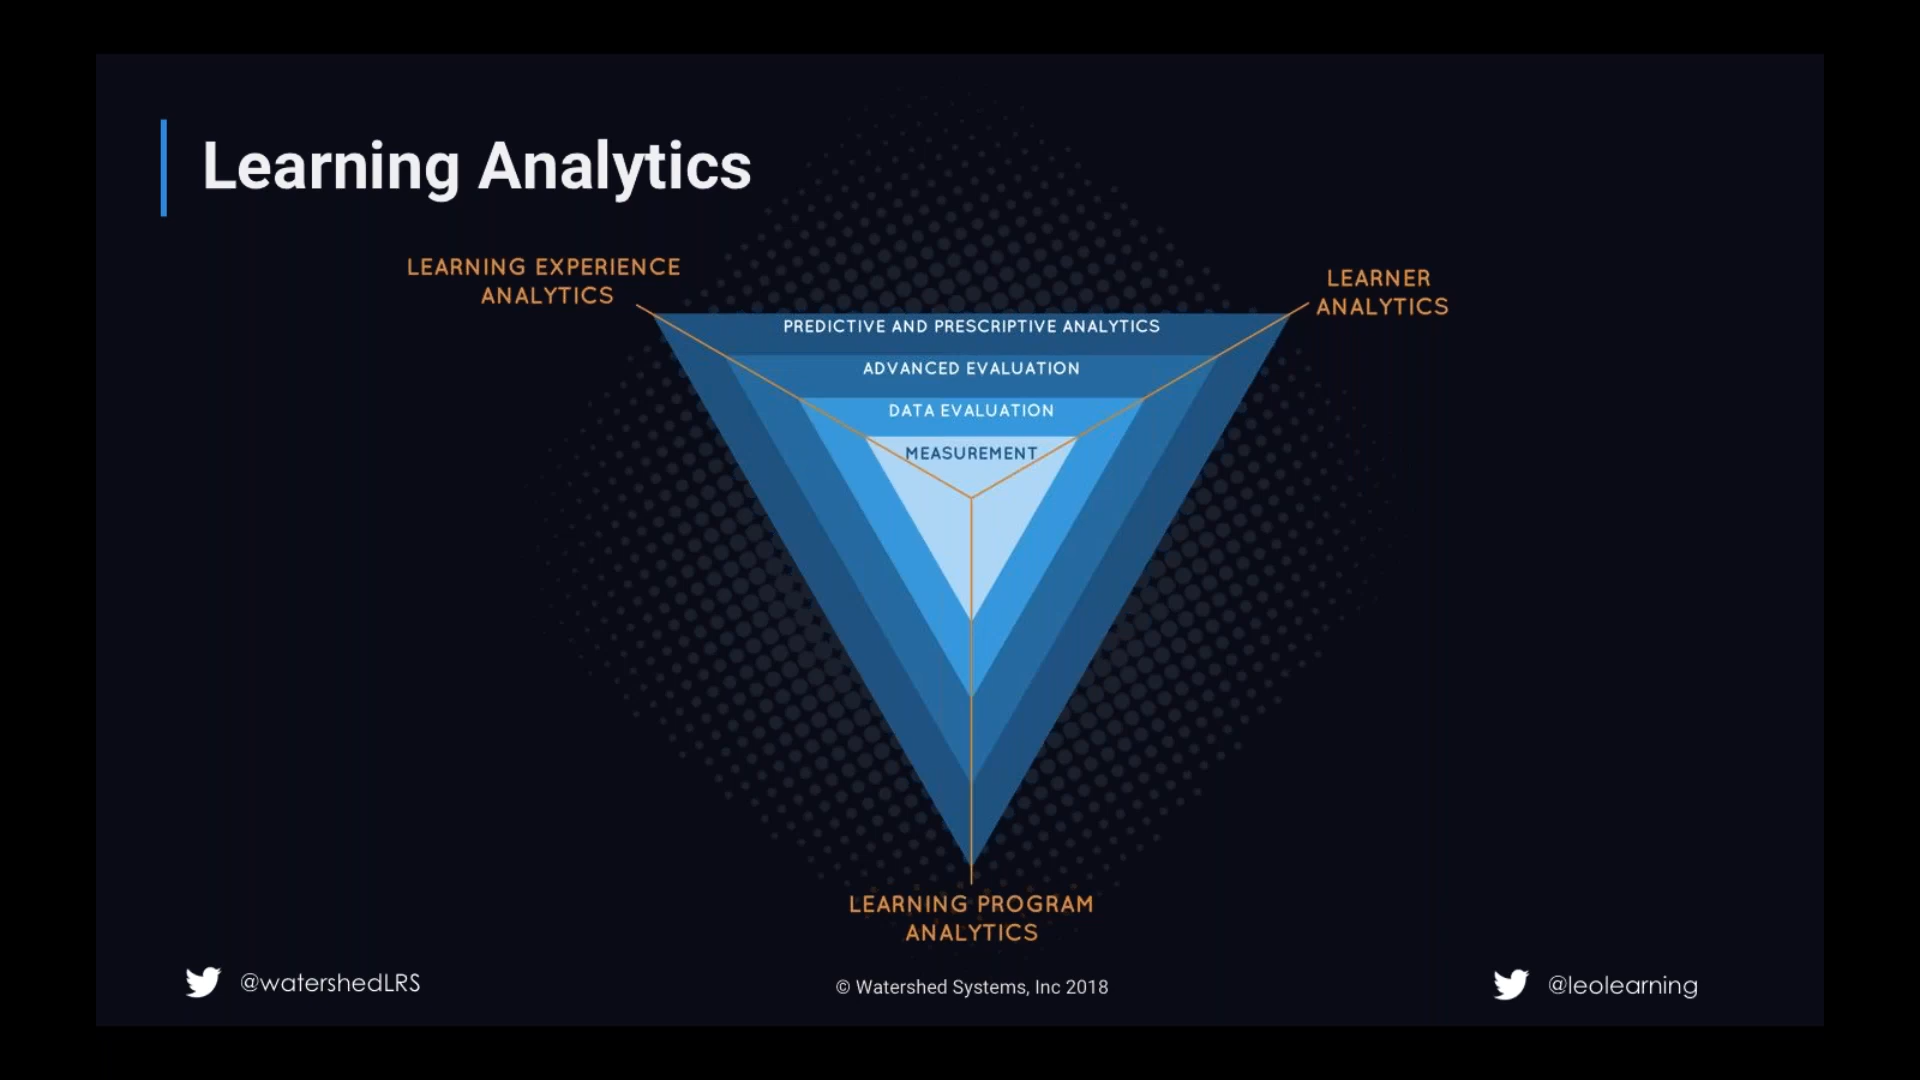 Learning Analytics
LEARNING EXPERIENCE
ANALYTICS
LEARNER
ANALYTICS
PREDICTIVE AND PRESCRIPTIVE ANALYTICS
ADVANCED EVALUATION
DATA EVALUATION
MEASUREMENT
LEARNING PROGRAM
ANALYTICS
@watershedLRS
© Watershed Systems, Inc 2018
@leolearning